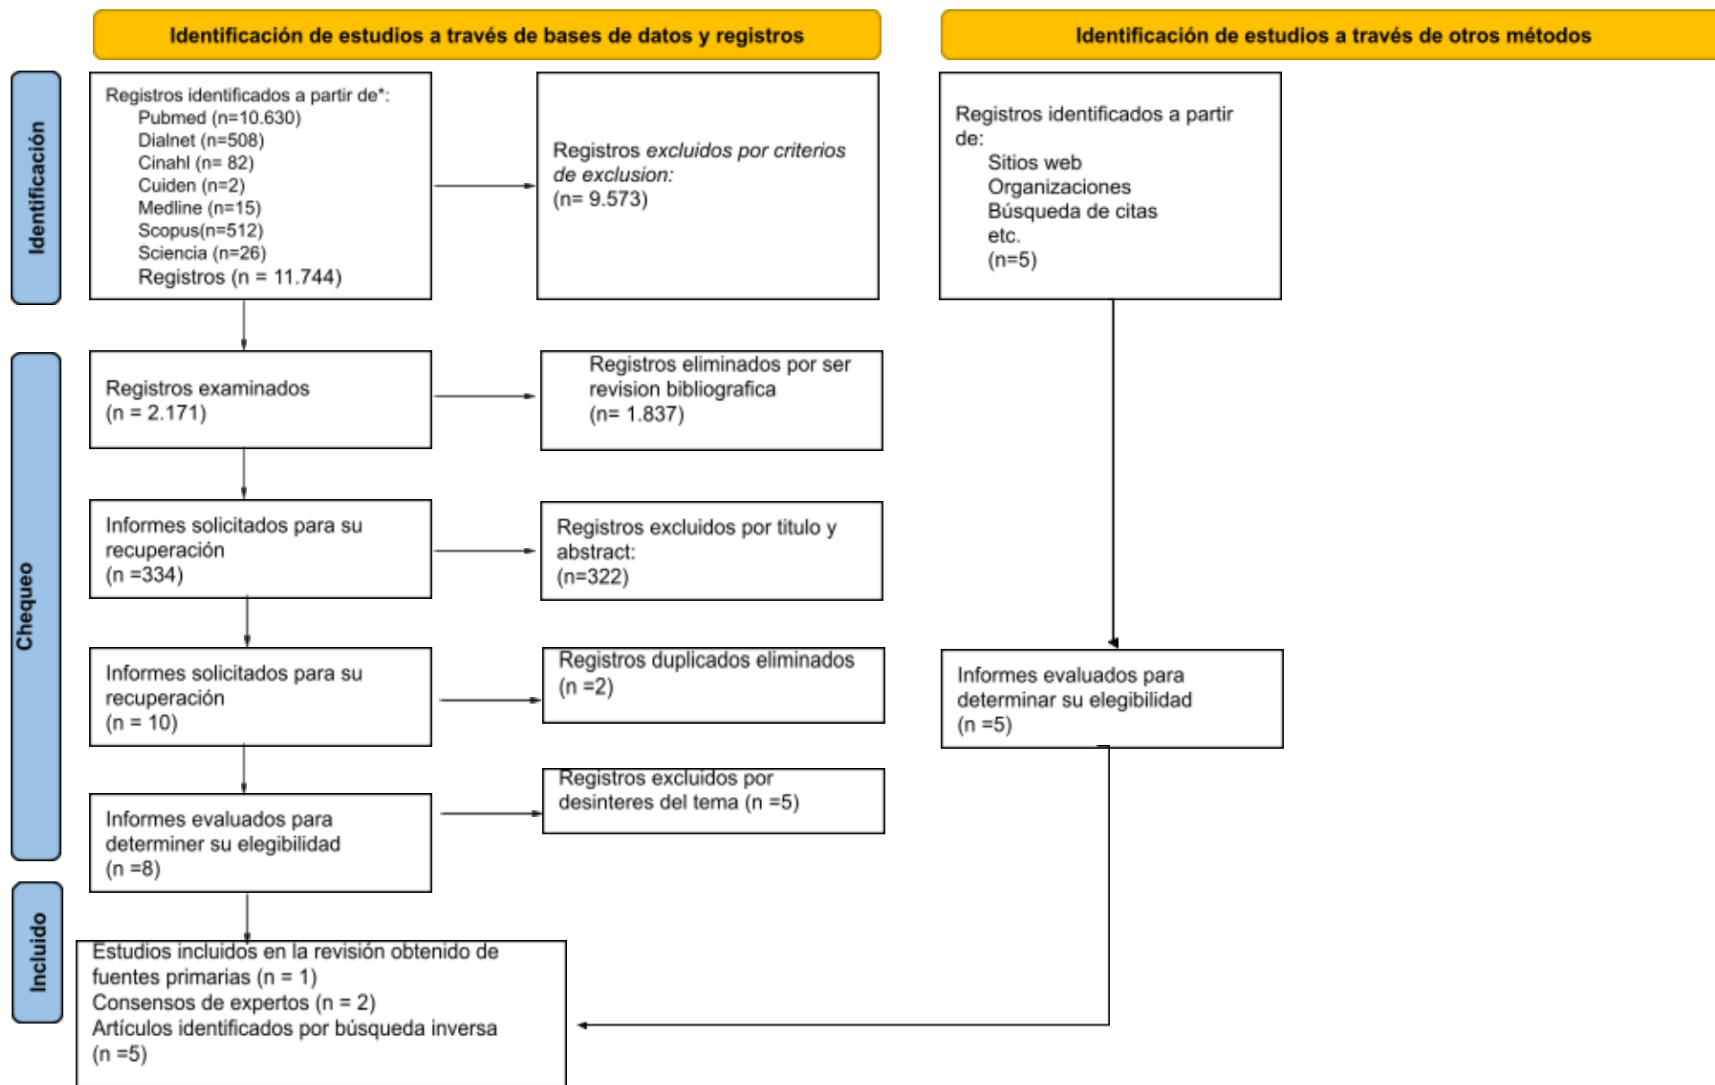 Identificación de estudios a través de bases de datos y registros
Identificación de estudios a través de otros métodos
Identificación
Registros identificados a partir de*:
Pubmed (n=10.630)
Dialnet (n=508)
Cinahl (n= 82)
Cuiden (n=2)
Medline (n=15)
Scopus(n=512)
Sciencia (n=26)
Registros (n = 11.744)
Registros excluidos por criterios
de exclusion:
(n= 9.573)
Registros identificados a partir
de:
Sitios web
Organizaciones
Búsqueda de citas
etc.
(n=5)
Chequeo
Registros examinados
(n = 2.171)
Registros eliminados por ser
revision bibliografica
(n= 1.837)
Informes solicitados para su
recuperación
(n =334)
Registros excluidos por titulo y
abstract:
(n=322)
Informes solicitados para su
recuperación
(n = 10)
Registros duplicados eliminados
(n =2)
Informes evaluados para
determinar su elegibilidad
(n =5)
Informes evaluados para
determiner su elegibilidad
(n =8)
Registros excluidos por
desinteres del tema (n =5)
Incluido
Estudios incluidos en la revisión obtenido de
fuentes primarias (n = 1)
Consensos de expertos (n = 2)
Artículos identificados por búsqueda inversa
(n =5)